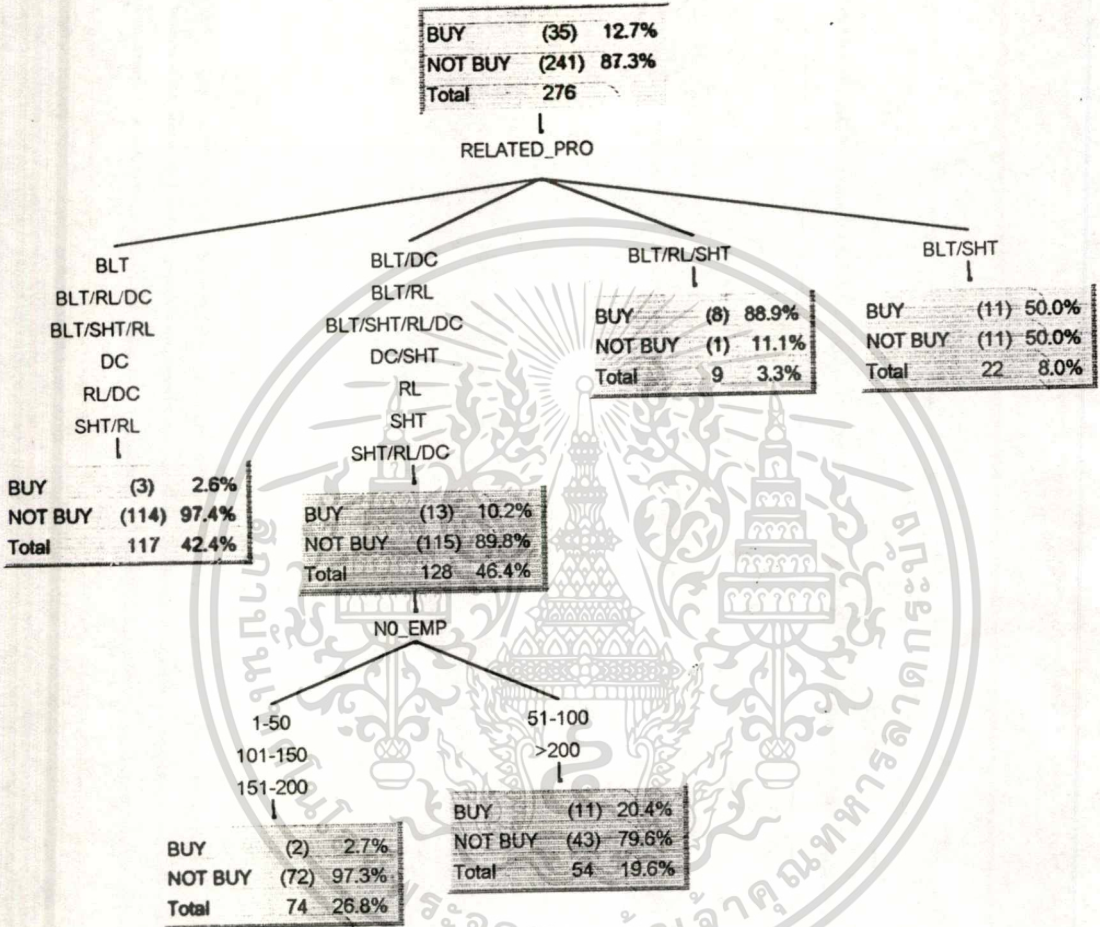 BUY (35) 12.7%
NOT BUY (241) 87.3%
Total 276
RELATED_PRO
BLT
BLT/RL/DC
BLT/SHT/RL
DC
RL/DC
SHT/RL
BUY (3) 2.6%
NOT BUY (114) 97.4%
Total 117 42.4%
BLT/DC
BLT/RL
BLT/SHT/RL/DC
DC/SHT
RL
SHT
SHT/RL/DC
BUY (13) 10.2%
NOT BUY (115) 89.8%
Total 128 46.4%
BLT/RL/SHT
BUY (8) 88.9%
NOT BUY (1) 11.1%
Total 9 3.3%
BLT/SHT
BUY (11) 50.0%
NOT BUY (11) 50.0%
Total 22 8.0%
N0_EMP
1-50
101-150
151-200
BUY (2) 2.7%
NOT BUY (72) 97.3%
Total 74 26.8%
51-100
>200
BUY (11) 20.4%
NOT BUY (43) 79.6%
Total 54 19.6%